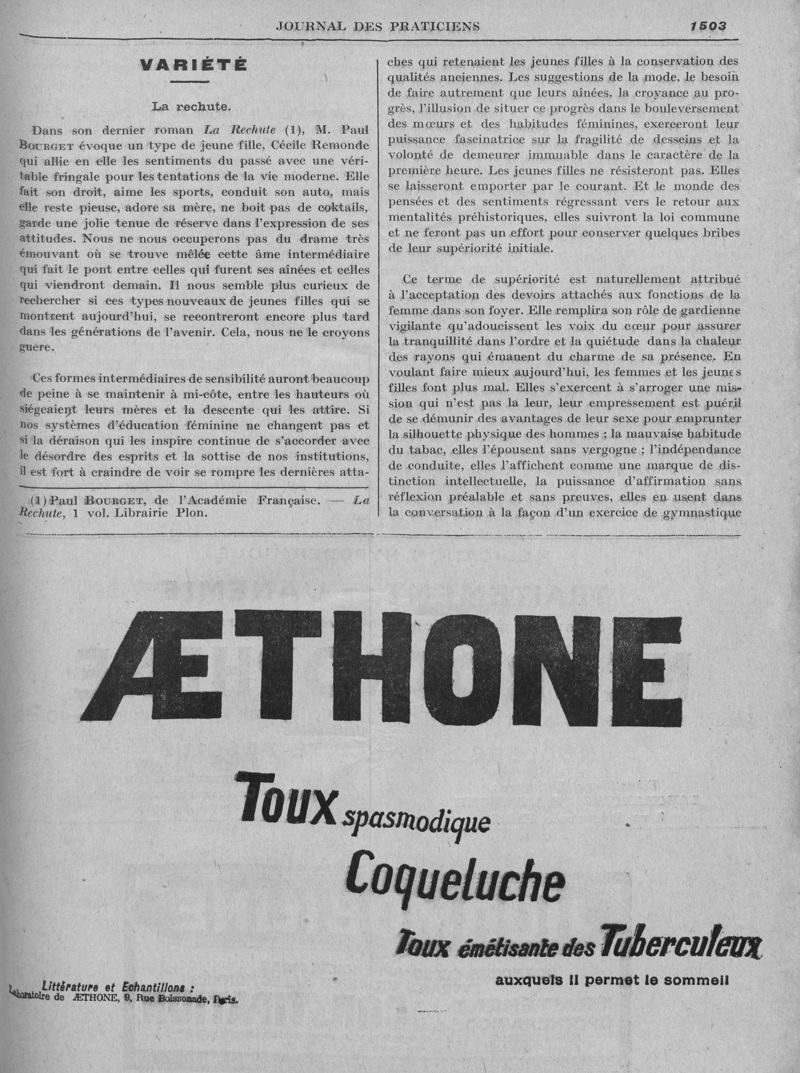 JOURNAL DES PRATICIENS 1503
VARIÉTÉ
La rechute.
Dans son dernier roman La Rechute (1), M. Paul
BOURGET évoque un type de jeune fille, Cécile Remonde
qui allie en elle les sentiments du passé avec une véri-
table fringale pour les tentations de la vie moderne. Elle
fait son droit, aime les sports, conduit son auto, mais
elle reste pieuse, adore sa mère, ne boit pas de coktails,
garde une jolie tenue de réserve dans l'expression de ses
attitudes. Nous ne nous occuperons pas du drame très
émouvant où se trouve mêlée cette âme intermédiaire
qui fait le pont entre celles qui furent ses aînées et celles
qui viendront demain. Il nous semble plus curieux de
rechercher si ces types nouveaux de jeunes filles qui se
montrent aujourd'hui, se recontreront encore plus tard
dans les générations de l'avenir. Cela, nous ne le croyons
guere.
Ces formes intermédiaires de sensibilité auront beaucoup
de peine à se maintenir à mi-côte, entre les hauteurs où
siégeaient leurs mères et la descente qui les attire. Si
nos systèmes d'éducation féminine ne changent pas et
si la déraison qui les inspire continue de s'accorder avec
le désordre des esprits et la sottise de nos institutions,
il est fort à craindre de voir se rompre les dernières atta-
(1) Paul BOURGET, de l'Académie Française. — La
Rechute, 1 vol. Librairie Plon.
ches qui retenaient les jeunes filles à la conservation des
qualités anciennes. Les suggestions de la mode, le besoin
de faire autrement que leurs aînées, la croyance au pro-
grès, l'illusion de situer ce progrès dans le bouleversement
des mœurs et des habitudes féminines, exerceront leur
puissance fascinatrice sur la fragilité de desseins et la
volonté de demeurer immuable dans le caractère de la
première heure. Les jeunes filles ne résisteront pas. Elles
se laisseront emporter par le courant. Et le monde des
pensées et des sentiments régressant vers le retour aux
mentalités préhistoriques, elles suivront la loi commune
et ne feront pas un effort pour conserver quelques bribes
de leur supériorité initiale.
Ce terme de supériorité est naturellement attribué
à l'acceptation des devoirs attachés aux fonctions de la
femme dans son foyer. Elle remplira son rôle de gardienne
vigilante qu'adoucissent les voix du cœur pour assurer
la tranquillité dans l'ordre et la quiétude dans la chaleur
des rayons qui émanent du charme de sa présence. En
voulant faire mieux aujourd'hui, les femmes et les jeunes
filles font plus mal. Elles s'exercent à s'arroger une mis-
sion qui n'est pas la leur, leur empressement est puéril
de se démunir des avantages de leur sexe pour emprunter
la silhouette physique des hommes ; la mauvaise habitude
du tabac, elles l'épousent sans vergogne ; l'indépendance
de conduite, elles l'affichent comme une marque de dis-
tinction intellectuelle, la puissance d'affirmation sans
réflexion préalable et sans preuves, elles en usent dans
la conversation à la façon d'un exercice de gymnastique
ÆTHONE
Toux spasmodique
Coqueluche
Toux émétisante des Tuberculeux
auxquels il permet le sommeil
Littérature et Echantillons :
Laboratoire de ÆTHONE, 9, Rue Boissonade, Paris.